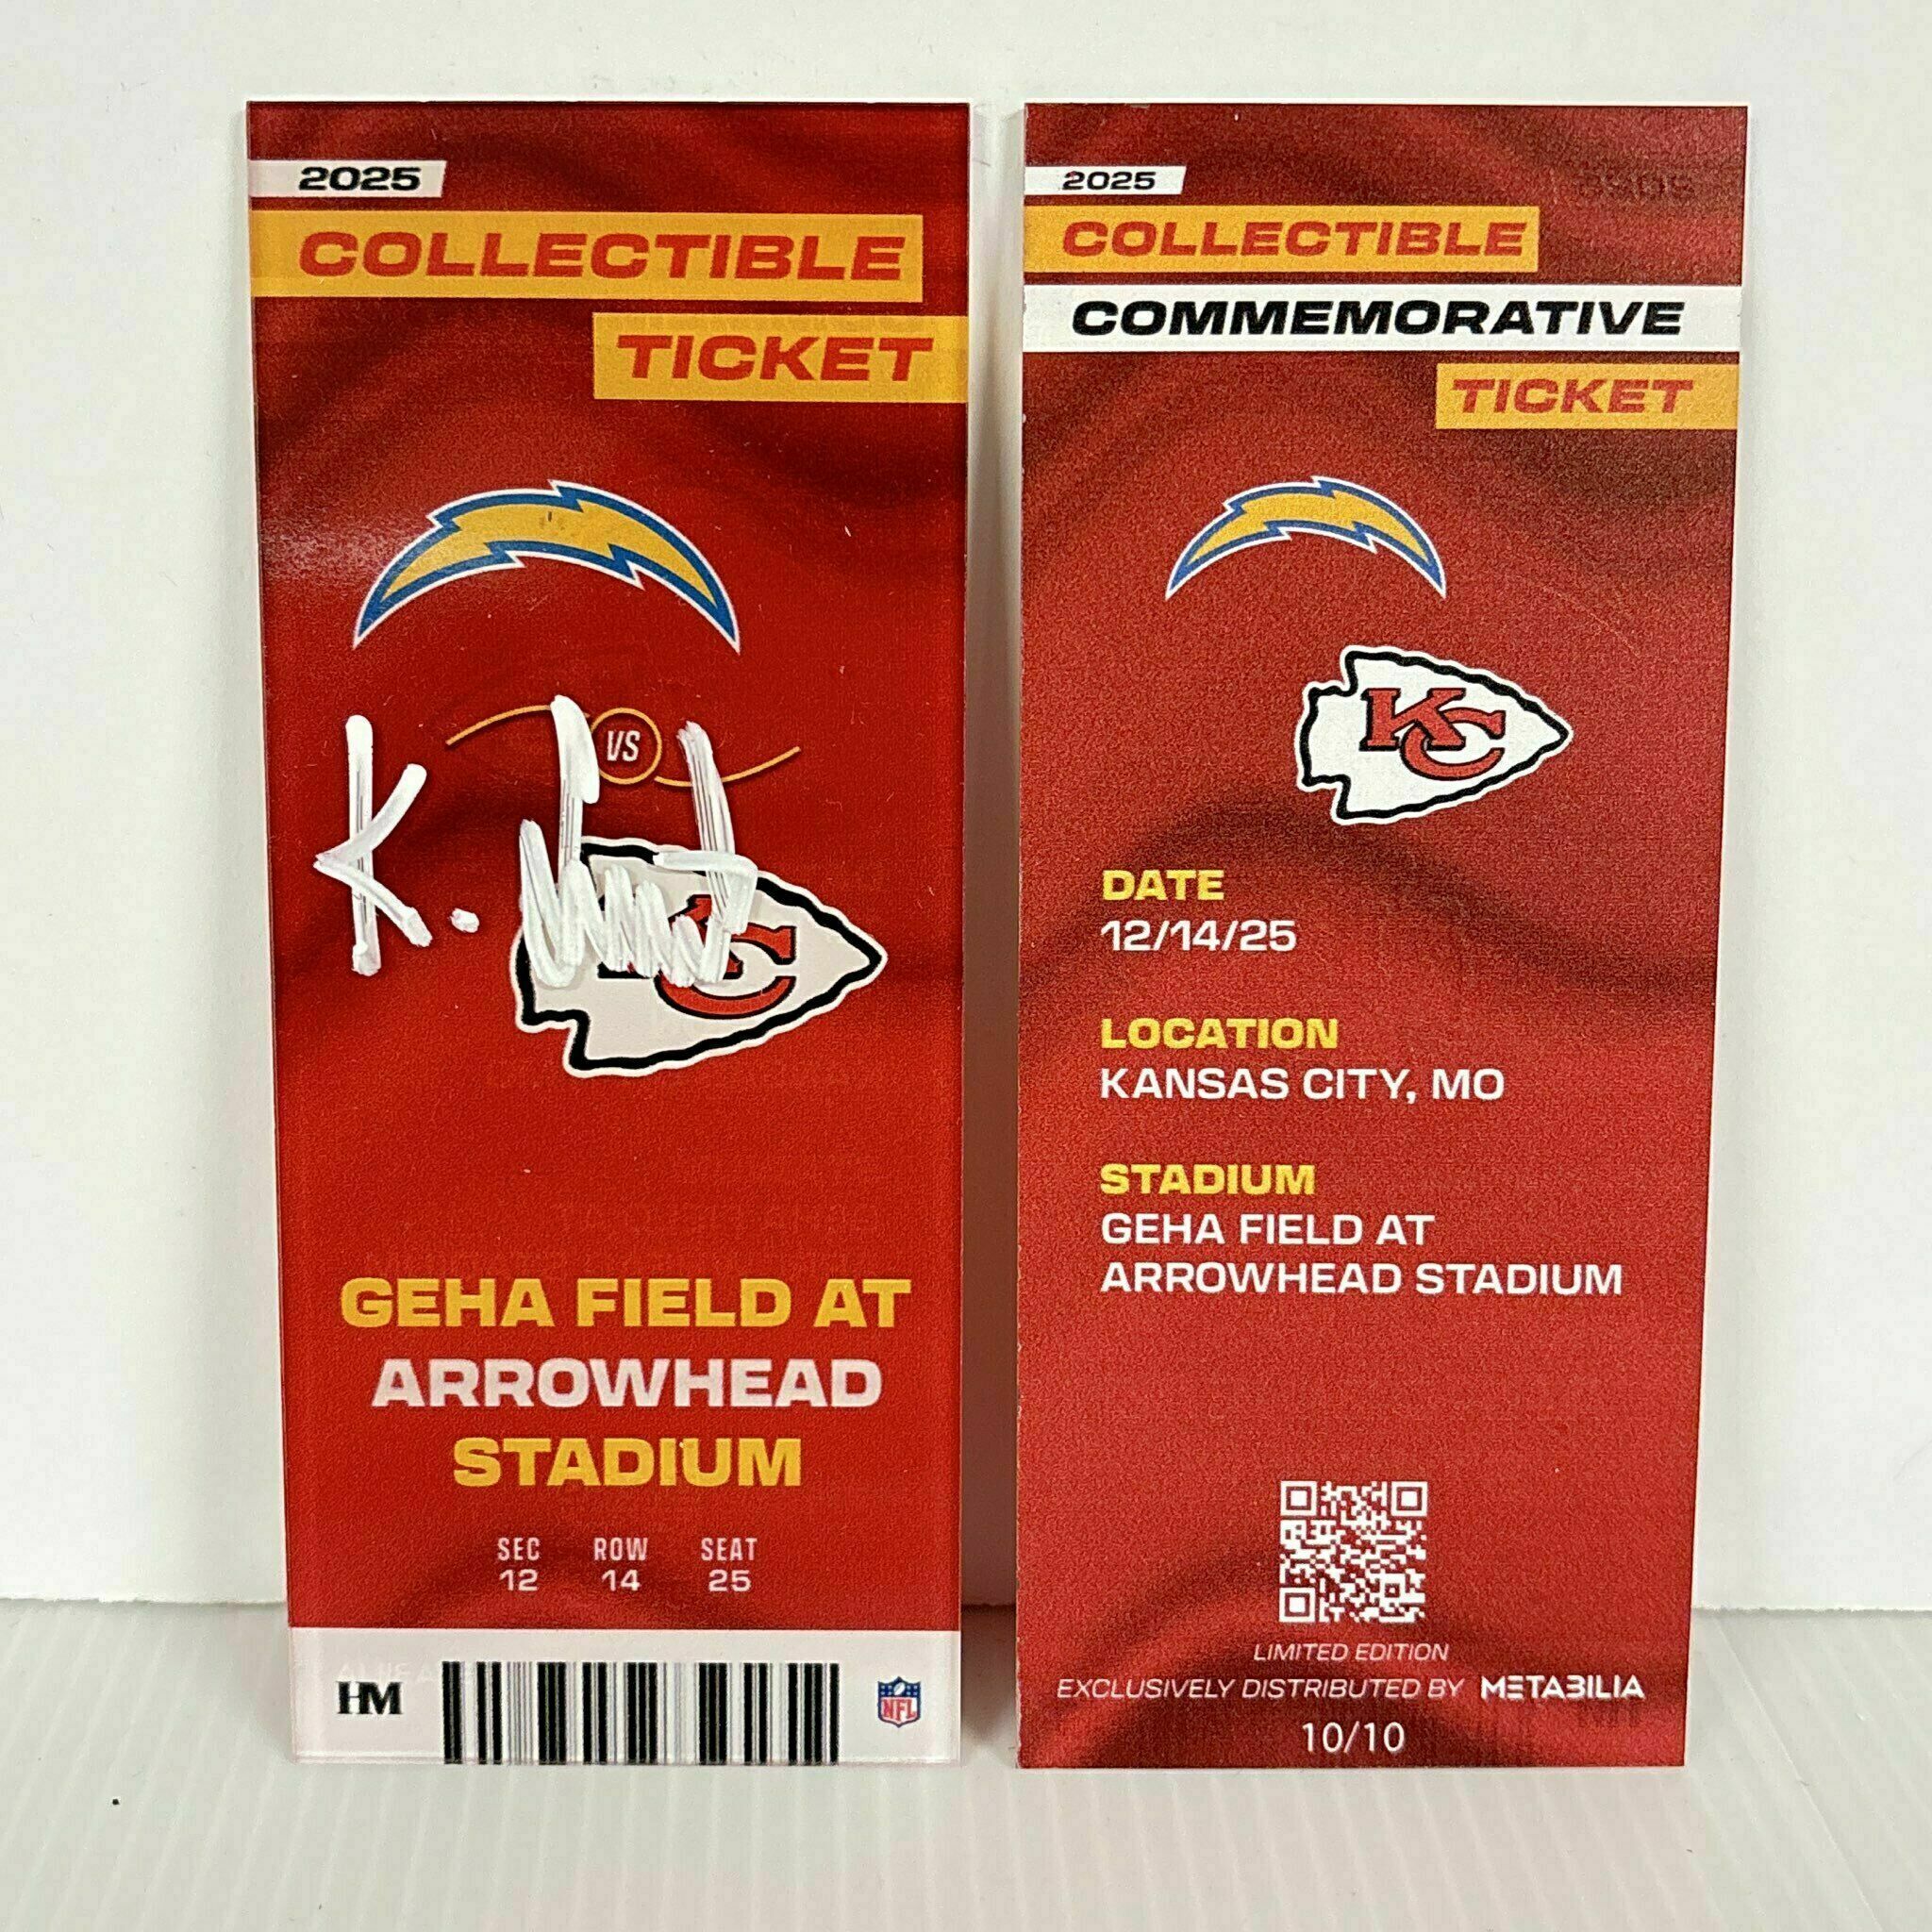 2025
COLLECTIBLE
TICKET
VS
K.
KC
GEHA FIELD AT
ARROWHEAD
STADIUM
SEC ROW SEAT
12 14 25
HM
NFL
2025
COLLECTIBLE
COMMEMORATIVE
TICKET
KC
DATE
12/14/25
LOCATION
KANSAS CITY, MO
STADIUM
GEHA FIELD AT
ARROWHEAD STADIUM
LIMITED EDITION
EXCLUSIVELY DISTRIBUTED BY METABILIA
10/10